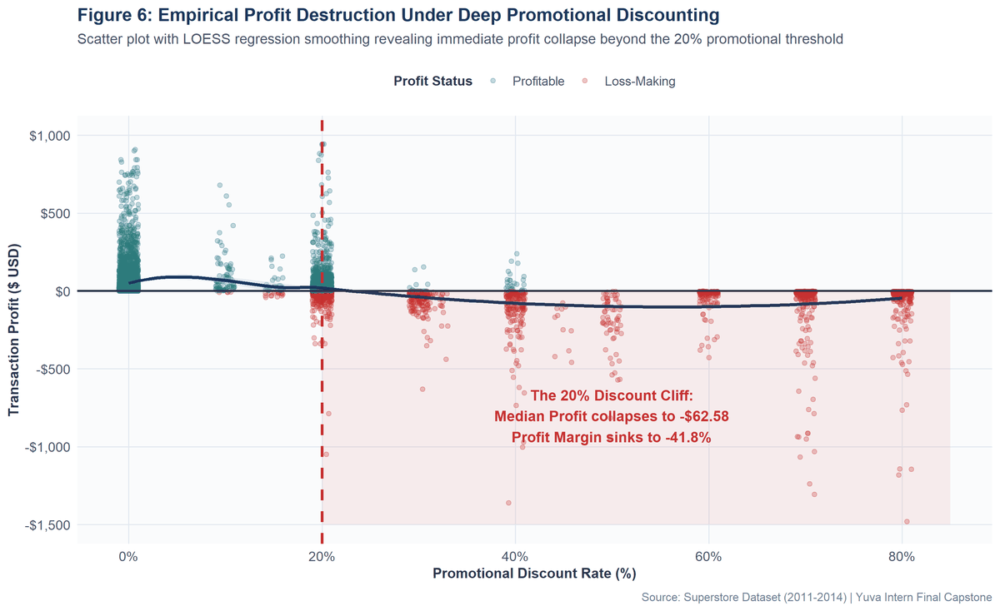 Figure 6: Empirical Profit Destruction Under Deep Promotional Discounting
Scatter plot with LOESS regression smoothing revealing immediate profit collapse beyond the 20% promotional threshold
Profit Status Profitable Loss-Making
Transaction Profit ($ USD)
$1,000
$500
$0
-$500
-$1,000
-$1,500
The 20% Discount Cliff:
Median Profit collapses to -$62.58
Profit Margin sinks to -41.8%
0% 20% 40% 60% 80%
Promotional Discount Rate (%)
Source: Superstore Dataset (2011-2014) | Yuva Intern Final Capstone